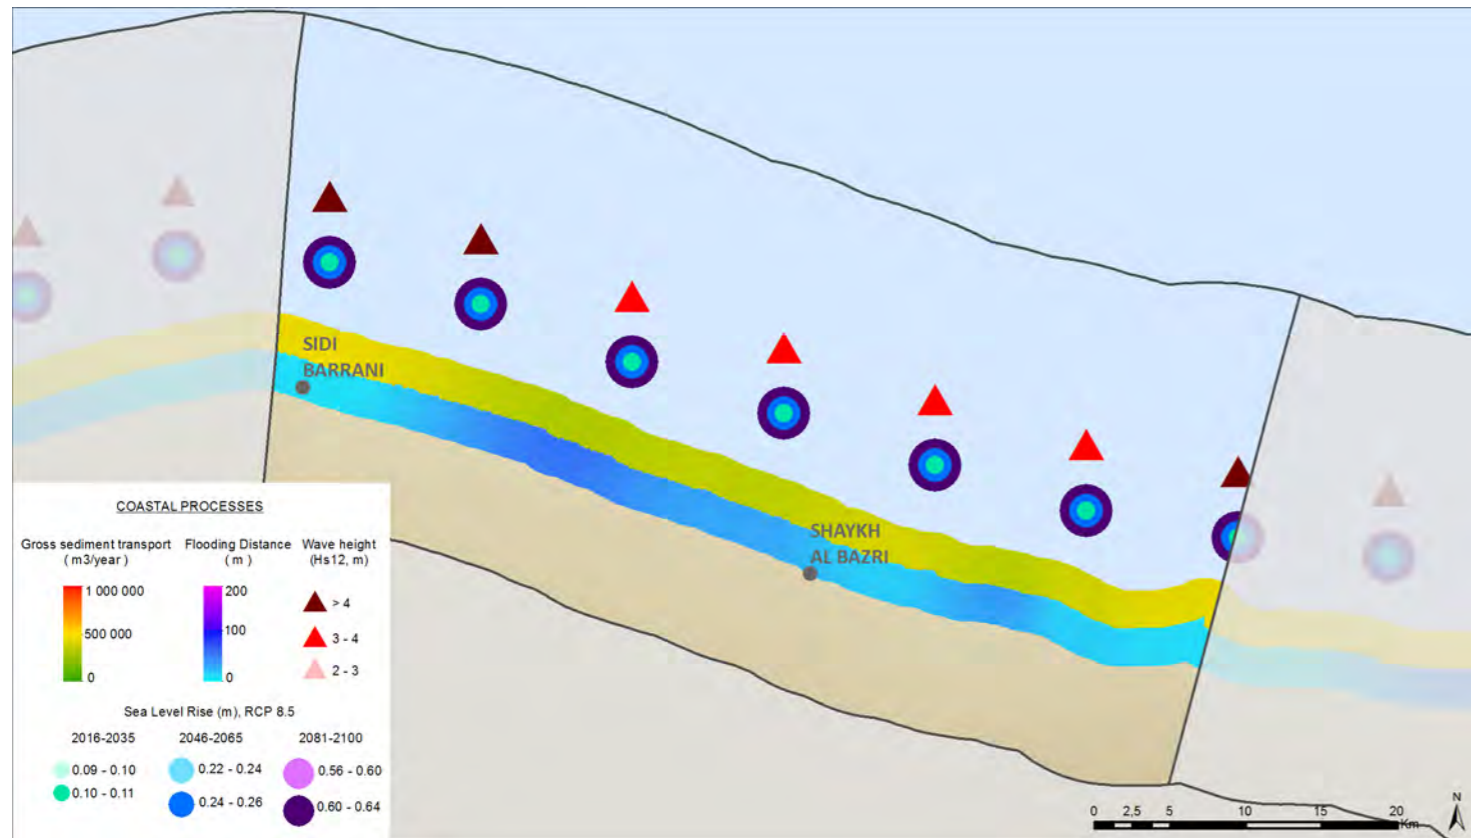 SIDI
BARRANI
SHAYKH
AL BAZRI
COASTAL PROCESSES
Gross sediment transport
( m3/year )
1 000 000
500 000
0
Flooding Distance
( m )
200
100
0
Wave height
(Hs12, m)
> 4
3 - 4
2 - 3
Sea Level Rise (m), RCP 8.5
2016-2035
0.09 - 0.10
0.10 - 0.11
2046-2065
0.22 - 0.24
0.24 - 0.26
2081-2100
0.56 - 0.60
0.60 - 0.64
0 2,5 5 10 15 20
Km
N